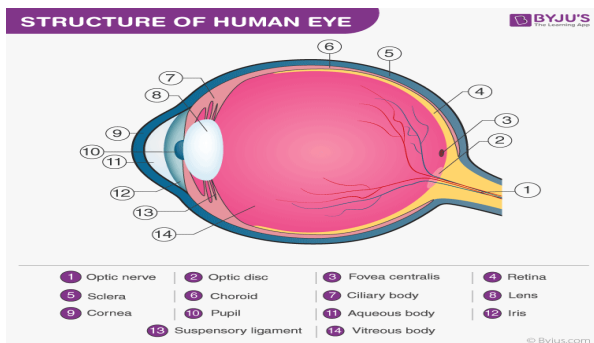 STRUCTURE OF HUMAN EYE
BYJU'S
The Learning App
6
5
7
4
8
3
9
2
10
11
1
12
13
14
1 Optic nerve 2 Optic disc 3 Fovea centralis 4 Retina
5 Sclera 6 Choroid 7 Ciliary body 8 Lens
9 Cornea 10 Pupil 11 Aqueous body 12 Iris
13 Suspensory ligament 14 Vitreous body
© Byjus.com